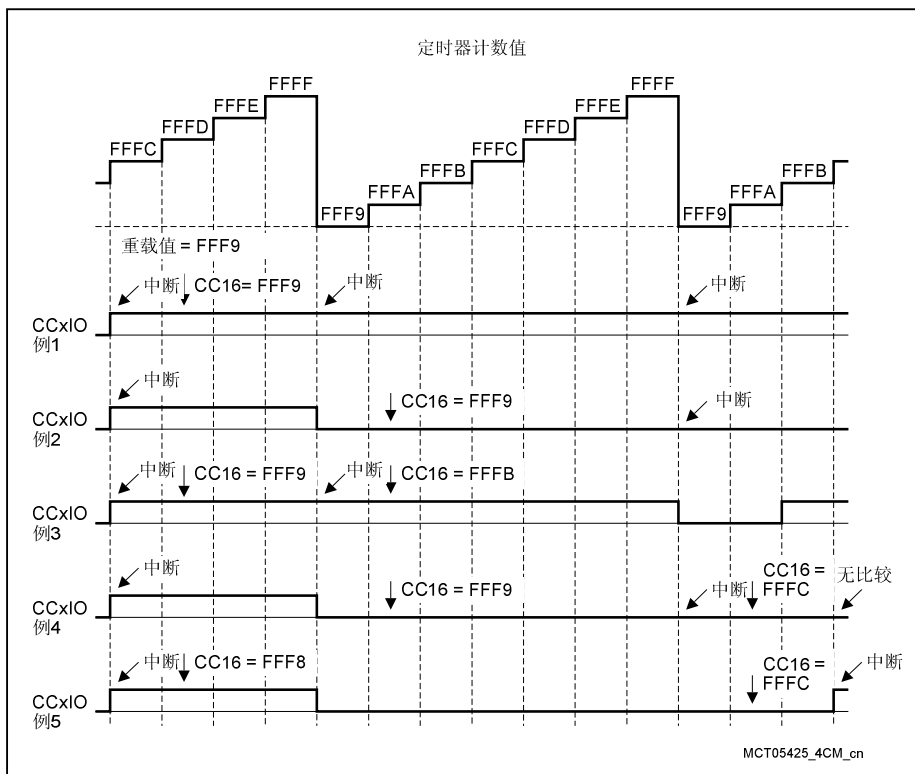 定时器计数值
FFFC FFFD FFFE FFFF FFF9 FFFA FFFB FFFC FFFD FFFE FFFF FFF9 FFFA FFFB
重载值 = FFF9
中断 CC16= FFF9 中断 中断
CCxIO
例1
中断 CC16 = FFF9 中断
CCxIO
例2
中断 CC16 = FFF9 中断 CC16 = FFFB
CCxIO
例3
中断 CC16 = FFF9 中断 CC16 = FFFC 无比较
CCxIO
例4
中断 CC16 = FFF8 CC16 = FFFC 中断
CCxIO
例5
MCT05425_4CM_cn